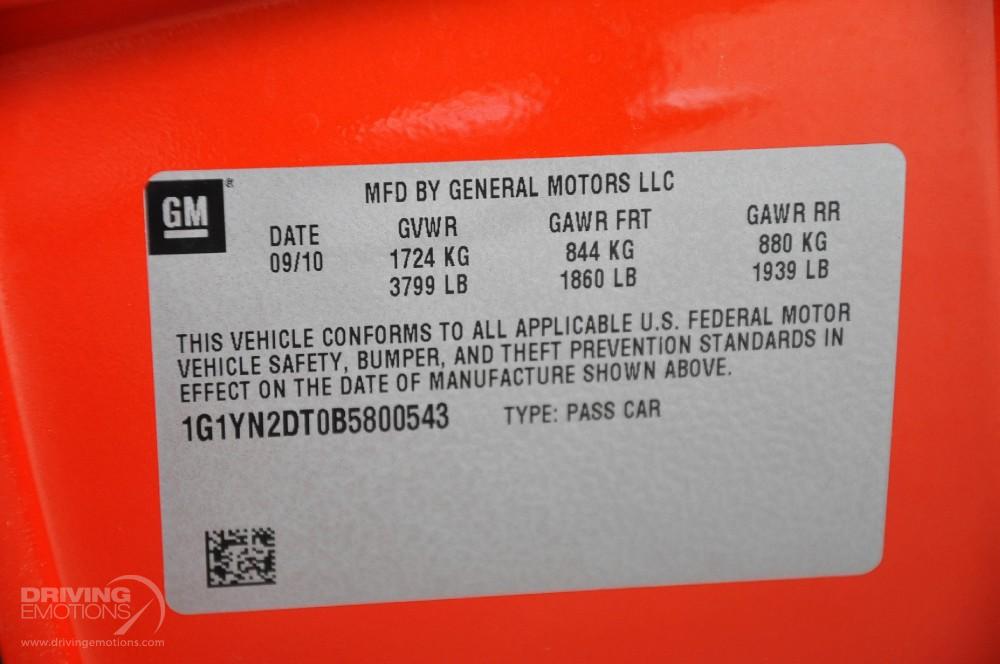 GM
MFD BY GENERAL MOTORS LLC
DATE GVWR GAWR FRT GAWR RR
09/10 1724 KG 844 KG 880 KG
3799 LB 1860 LB 1939 LB
THIS VEHICLE CONFORMS TO ALL APPLICABLE U.S. FEDERAL MOTOR
VEHICLE SAFETY, BUMPER, AND THEFT PREVENTION STANDARDS IN
EFFECT ON THE DATE OF MANUFACTURE SHOWN ABOVE.
1G1YN2DT0B5800543 TYPE: PASS CAR
DRIVING
EMOTIONS
www.drivingemotions.com